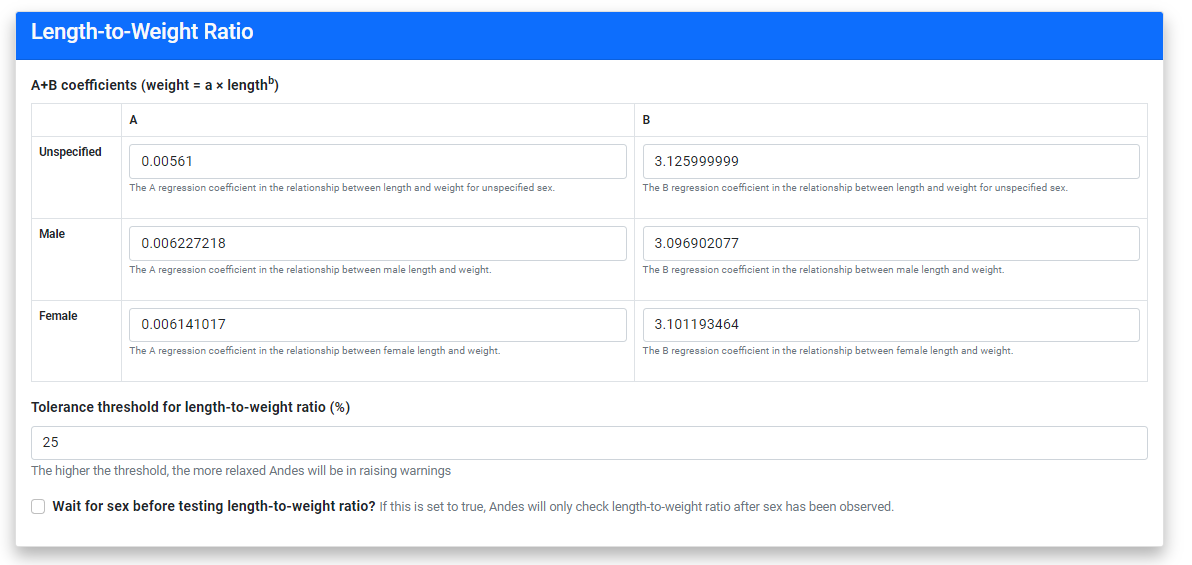 Length-to-Weight Ratio
A+B coefficients (weight = a × length^b)
A B
Unspecified 0.00561 3.125999999
The A regression coefficient in the relationship between length and weight for unspecified sex. The B regression coefficient in the relationship between length and weight for unspecified sex.
Male 0.006227218 3.096902077
The A regression coefficient in the relationship between male length and weight. The B regression coefficient in the relationship between male length and weight.
Female 0.006141017 3.101193464
The A regression coefficient in the relationship between female length and weight. The B regression coefficient in the relationship between female length and weight.
Tolerance threshold for length-to-weight ratio (%)
25
The higher the threshold, the more relaxed Andes will be in raising warnings
Wait for sex before testing length-to-weight ratio? If this is set to true, Andes will only check length-to-weight ratio after sex has been observed.